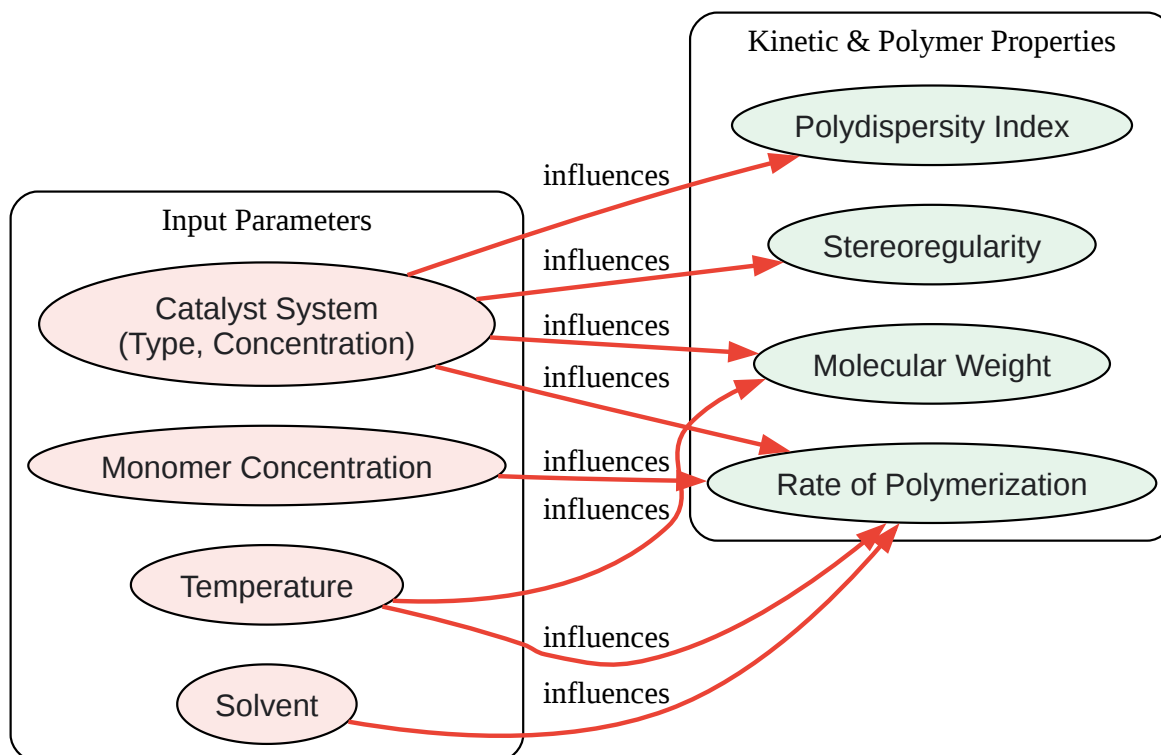 Kinetic & Polymer Properties
Polydispersity Index
Stereoregularity
Molecular Weight
Rate of Polymerization
Input Parameters
Catalyst System
(Type, Concentration)
Monomer Concentration
Temperature
Solvent
influences
influences
influences
influences
influences
influences
influences
influences